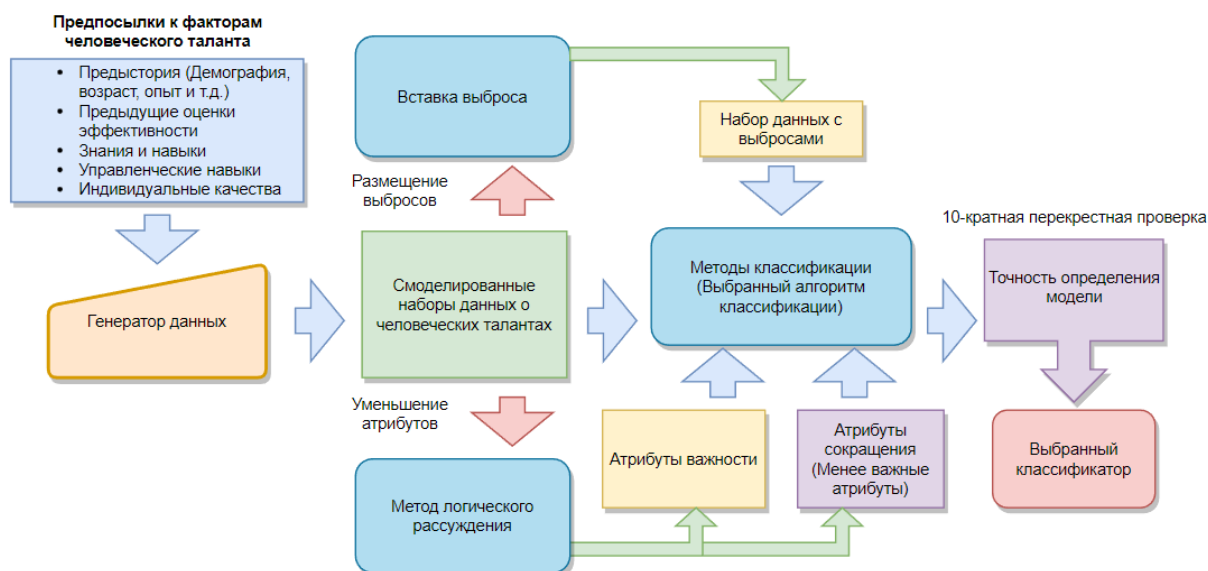 Предпосылки к факторам
человеческого таланта
• Предыстория (Демография,
возраст, опыт и т.д.)
• Предыдущие оценки
эффективности
• Знания и навыки
• Управленческие навыки
• Индивидуальные качества
Генератор данных
Вставка выброса
Размещение
выбросов
Смоделированные
наборы данных о
человеческих талантах
Уменьшение
атрибутов
Метод логического
рассуждения
Набор данных с
выбросами
Методы классификации
(Выбранный алгоритм
классификации)
Атрибуты важности
Атрибуты
сокращения
(Менее важные
атрибуты)
10-кратная перекрестная проверка
Точность определения
модели
Выбранный
классификатор